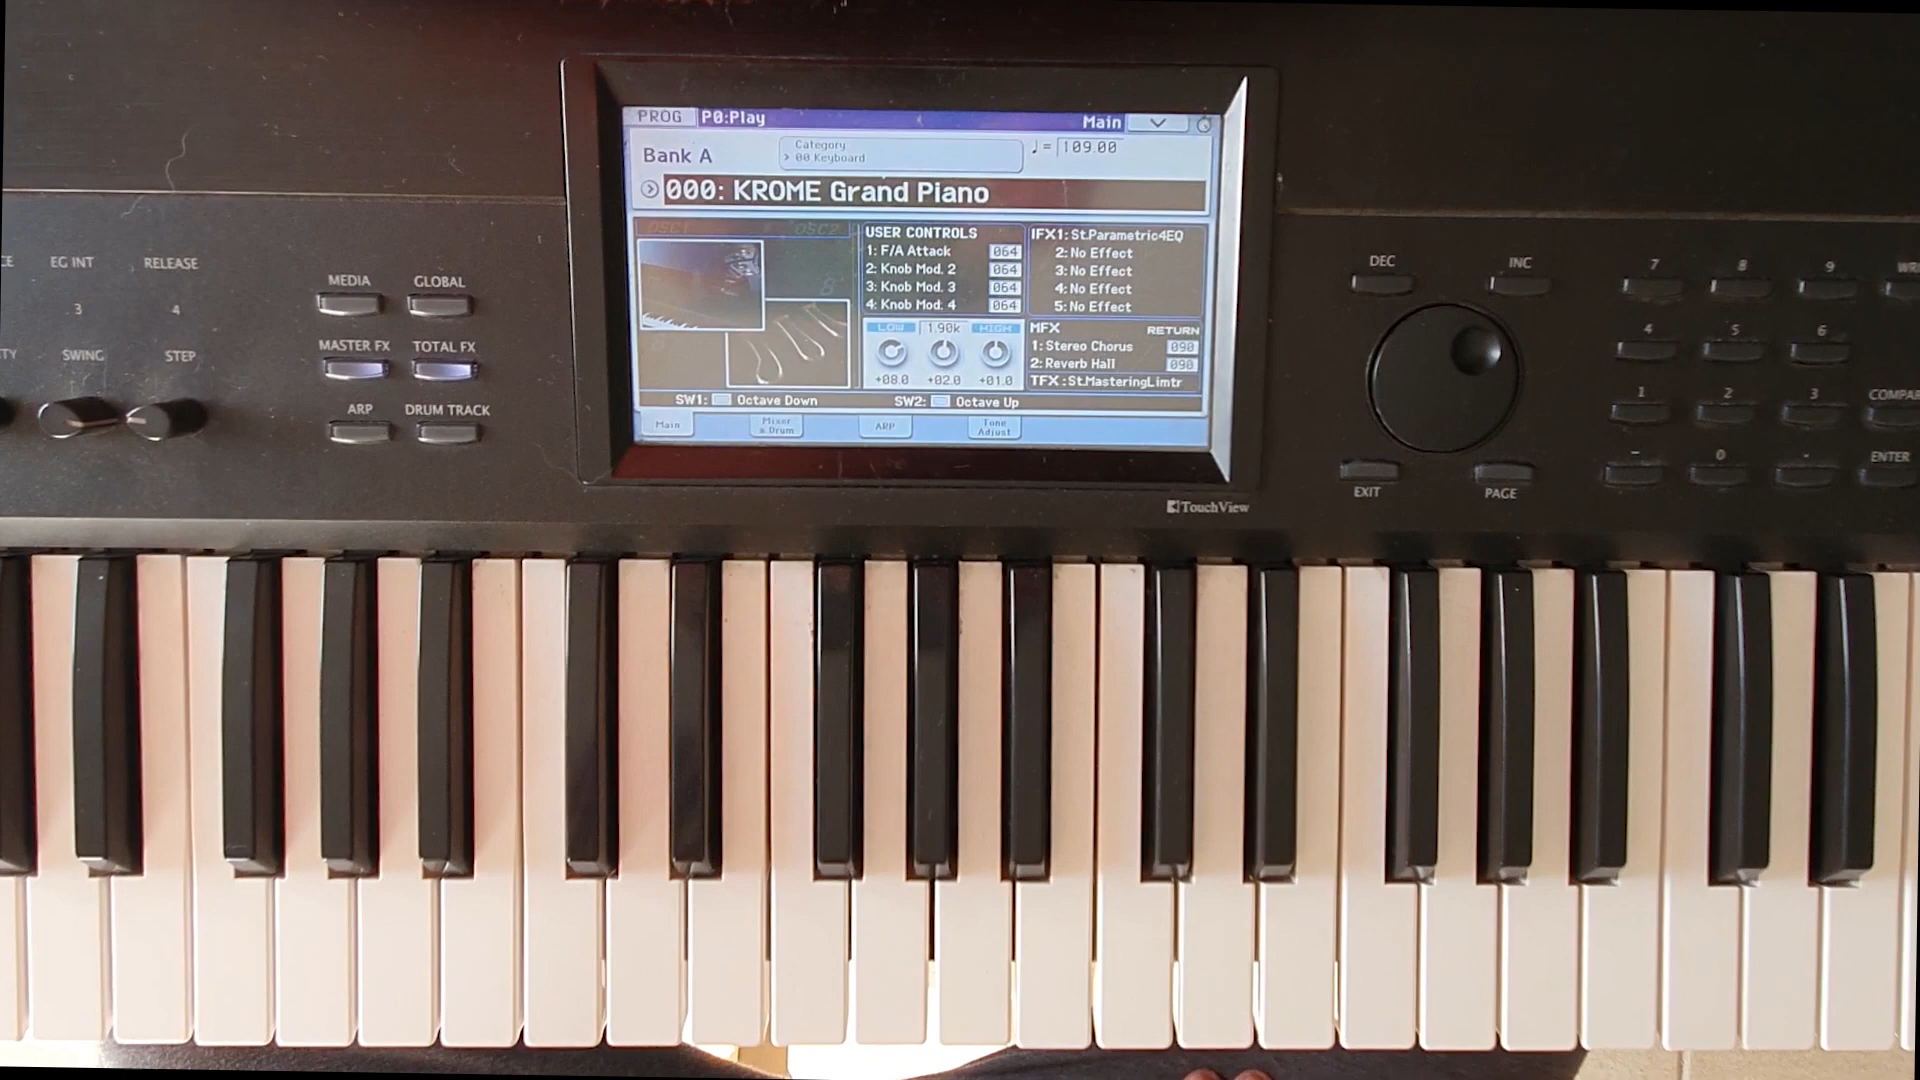 PROG P0:Play Main
Bank A
Category
00 Keyboard
♩= 109.00
000: KROME Grand Piano
OSC1 OSC2
USER CONTROLS
1: F/A Attack 064
2: Knob Mod. 2 064
3: Knob Mod. 3 064
4: Knob Mod. 4 064
IFX1: St.Parametric4EQ
2: No Effect
3: No Effect
4: No Effect
5: No Effect
LOW 1.90k HIGH
+08.0 +02.0 +01.0
MFX RETURN
1: Stereo Chorus 090
2: Reverb Hall 090
TFX: St.MasteringLimtr
SW1: Octave Down SW2: Octave Up
Main
Mixer
& Drum
ARP
Tone
Adjust
TouchView
EG INT RELEASE
3 4
SWING STEP
MEDIA GLOBAL
MASTER FX TOTAL FX
ARP DRUM TRACK
DEC INC
EXIT PAGE
7 8 9
4 5 6
1 2 3 COMPAR
- 0 . ENTER